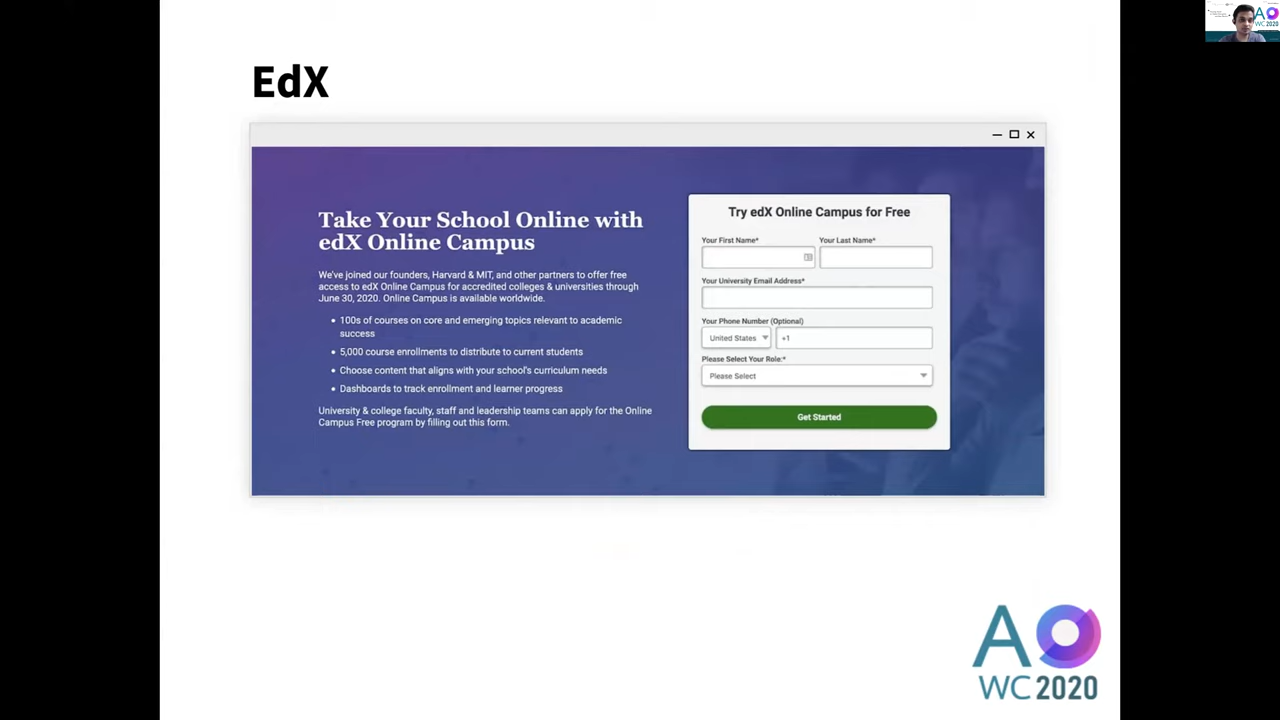 EdX
Take Your School Online with
edX Online Campus
We've joined our founders, Harvard & MIT, and other partners to offer free
access to edX Online Campus for accredited colleges & universities through
June 30, 2020. Online Campus is available worldwide.
• 100s of courses on core and emerging topics relevant to academic
success
• 5,000 course enrollments to distribute to current students
• Choose content that aligns with your school's curriculum needs
• Dashboards to track enrollment and learner progress
University & college faculty, staff and leadership teams can apply for the Online
Campus Free program by filling out this form.
Try edX Online Campus for Free
Your First Name* Your Last Name*
Your University Email Address*
Your Phone Number (Optional)
United States +1
Please Select Your Role:*
Please Select
Get Started
AO
WC2020
AO
WC2020